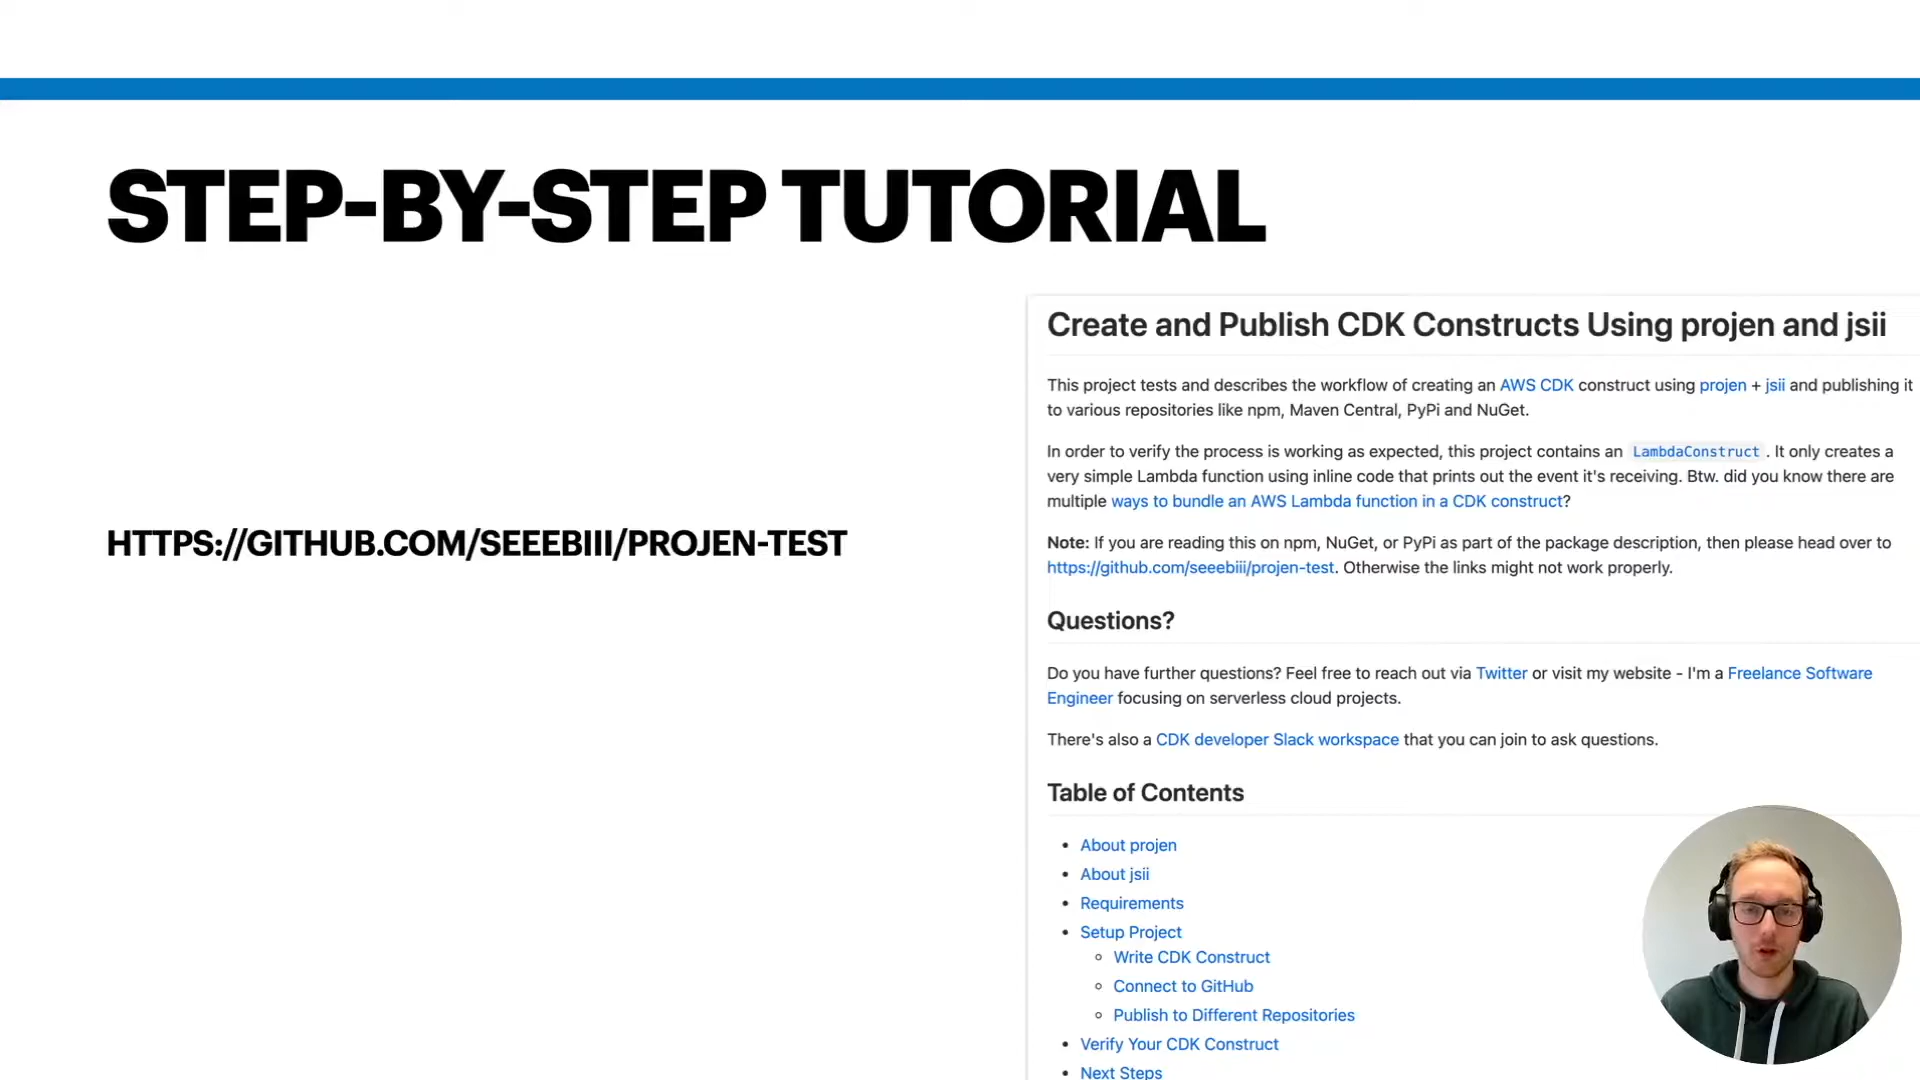 STEP-BY-STEP TUTORIAL
HTTPS://GITHUB.COM/SEEEBIII/PROJEN-TEST
Create and Publish CDK Constructs Using projen and jsii
This project tests and describes the workflow of creating an AWS CDK construct using projen + jsii and publishing it
to various repositories like npm, Maven Central, PyPi and NuGet.
In order to verify the process is working as expected, this project contains an LambdaConstruct . It only creates a
very simple Lambda function using inline code that prints out the event it's receiving. Btw. did you know there are
multiple ways to bundle an AWS Lambda function in a CDK construct?
Note: If you are reading this on npm, NuGet, or PyPi as part of the package description, then please head over to
https://github.com/seeebiii/projen-test. Otherwise the links might not work properly.
Questions?
Do you have further questions? Feel free to reach out via Twitter or visit my website - I'm a Freelance Software
Engineer focusing on serverless cloud projects.
There's also a CDK developer Slack workspace that you can join to ask questions.
Table of Contents
• About projen
• About jsii
• Requirements
• Setup Project
◦ Write CDK Construct
◦ Connect to GitHub
◦ Publish to Different Repositories
• Verify Your CDK Construct
• Next Steps